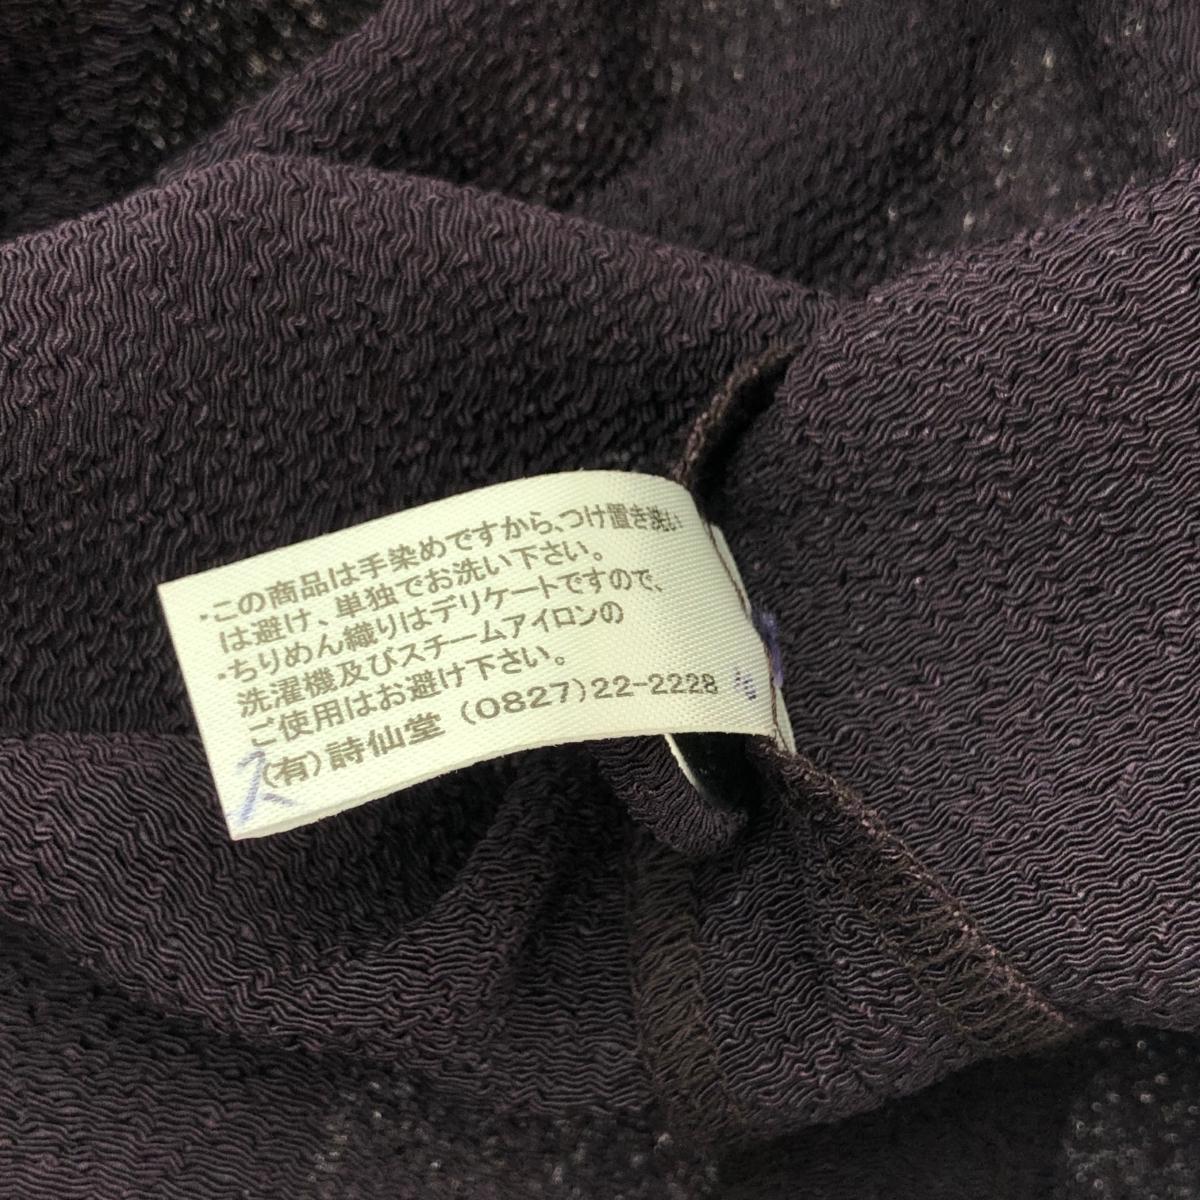 ・この商品は手染めですから、つけ置き洗い
は避け、単独でお洗い下さい。
・ちりめん織りはデリケートですので、
洗濯機及びスチームアイロンの
ご使用はお避け下さい。
(有)詩仙堂 (0827)22-2228